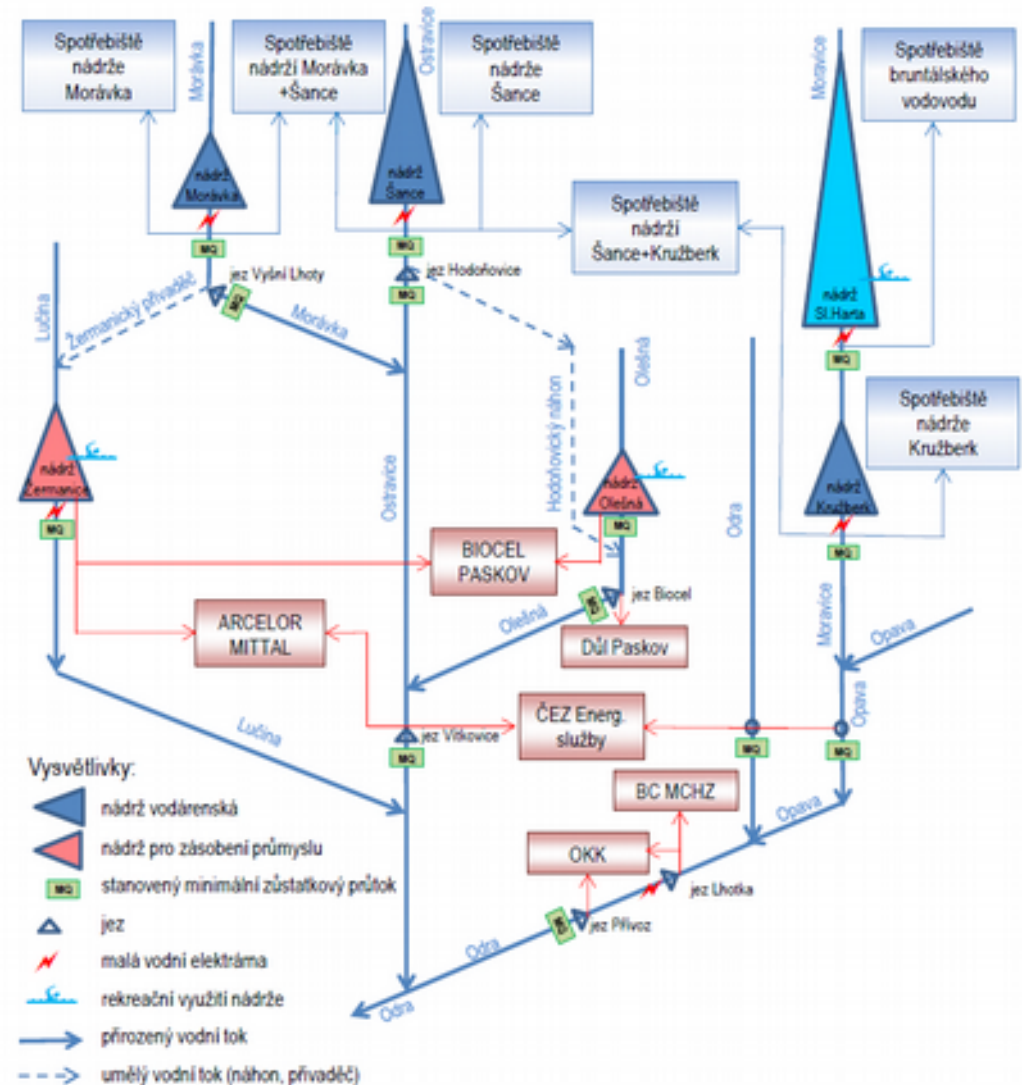 Spotřebiště
nádrže
Morávka
Morávka
Spotřebiště
nádrží Morávka
+Šance
Ostravice
Spotřebiště
nádrže
Šance
Moravice
Spotřebiště
bruntálského
vodovodu
nádrž
Morávka
nádrž
Šance
Spotřebiště
nádrží
Šance+Kružberk
nádrž
Sl.Harta
MQ
MQ
jez Vyšní Lhoty
jez Hodoňovice
MQ
MQ
Žermanický přivaděč
Morávka
Lučina
MQ
Olešná
Hodoňovický náhon
Spotřebiště
nádrže
Kružberk
nádrž
Žermanice
Ostravice
nádrž
Olešná
Odra
nádrž
Kružberk
MQ
MQ
MQ
BIOCEL
PASKOV
jez Biocel
MQ
Olešná
Důl Paskov
Moravice
Opava
ARCELOR
MITTAL
ČEZ Energ.
služby
Opava
Lučina
jez Vítkovice
MQ
MQ
MQ
BC MCHZ
Opava
OKK
jez Lhotka
jez Přívoz
MQ
Odra
Odra
Vysvětlivky:
nádrž vodárenská
nádrž pro zásobení průmyslu
MQ stanovený minimální zůstatkový průtok
jez
malá vodní elektrárna
rekreační využití nádrže
přirozený vodní tok
umělý vodní tok (náhon, přivaděč)